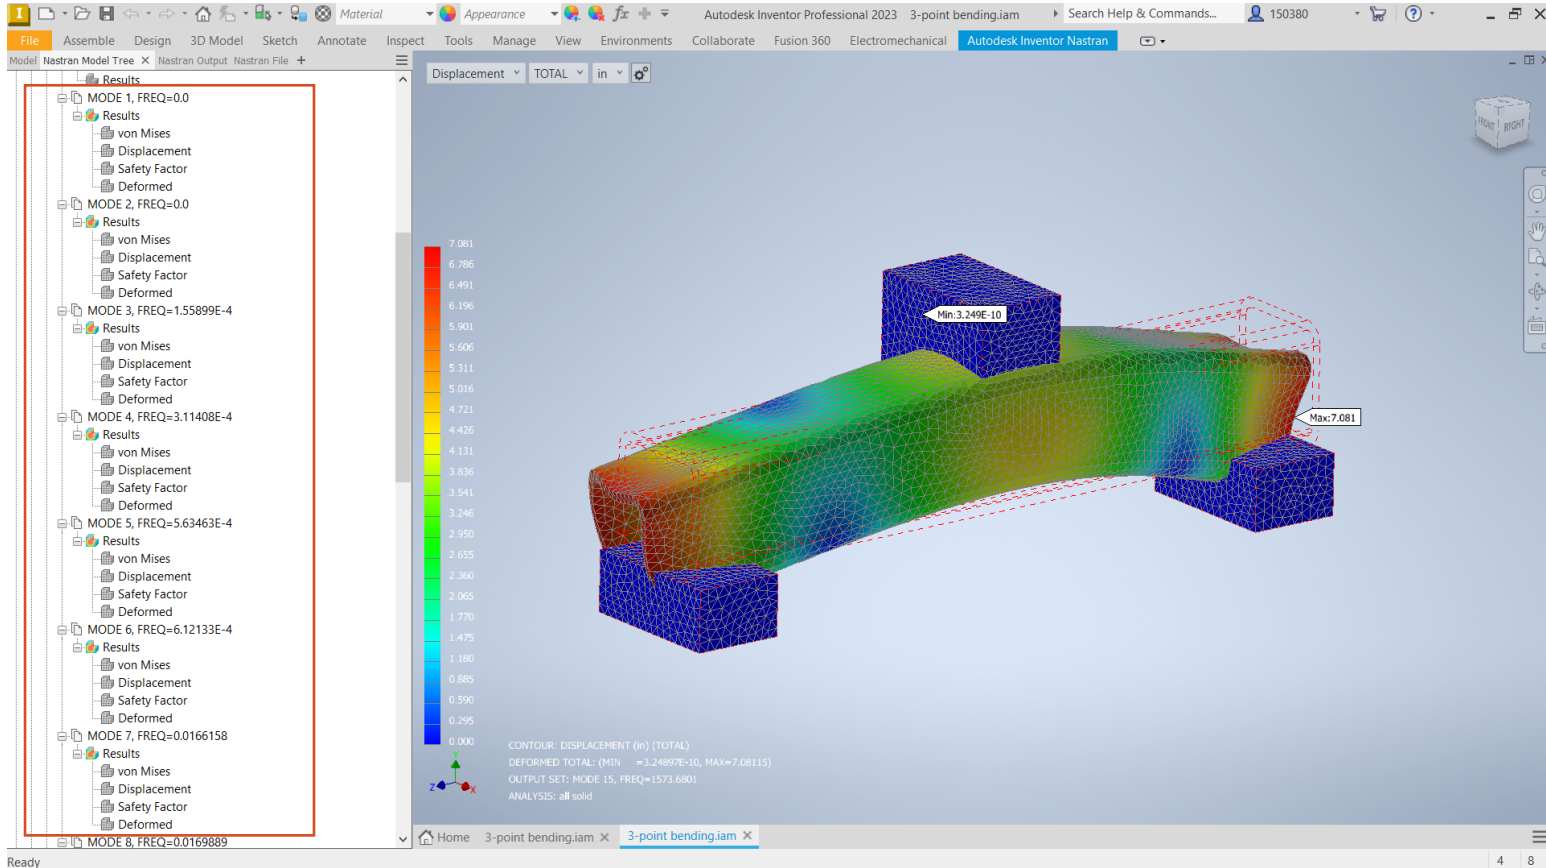 I Material Appearance fx Autodesk Inventor Professional 2023 3-point bending.iam Search Help & Commands... 150380
File Assemble Design 3D Model Sketch Annotate Inspect Tools Manage View Environments Collaborate Fusion 360 Electromechanical Autodesk Inventor Nastran
Model Nastran Model Tree Nastran Output Nastran File
Results
MODE 1, FREQ=0.0
Results
von Mises
Displacement
Safety Factor
Deformed
MODE 2, FREQ=0.0
Results
von Mises
Displacement
Safety Factor
Deformed
MODE 3, FREQ=1.55899E-4
Results
von Mises
Displacement
Safety Factor
Deformed
MODE 4, FREQ=3.11408E-4
Results
von Mises
Displacement
Safety Factor
Deformed
MODE 5, FREQ=5.63463E-4
Results
von Mises
Displacement
Safety Factor
Deformed
MODE 6, FREQ=6.12133E-4
Results
von Mises
Displacement
Safety Factor
Deformed
MODE 7, FREQ=0.0166158
Results
von Mises
Displacement
Safety Factor
Deformed
MODE 8, FREQ=0.0169889
Displacement TOTAL in
FRONT RIGHT
7.081
6.786
6.491
6.196
5.901
5.606
5.311
5.016
4.721
4.426
4.131
3.836
3.541
3.246
2.950
2.655
2.360
2.065
1.770
1.475
1.180
0.885
0.590
0.295
0.000
Min:3.249E-10
Max:7.081
Y
Z
X
CONTOUR: DISPLACEMENT (in) (TOTAL)
DEFORMED TOTAL: (MIN =3.24897E-10, MAX=7.08115)
OUTPUT SET: MODE 15, FREQ=1573.6801
ANALYSIS: all solid
Home 3-point bending.iam 3-point bending.iam
Ready 4 8